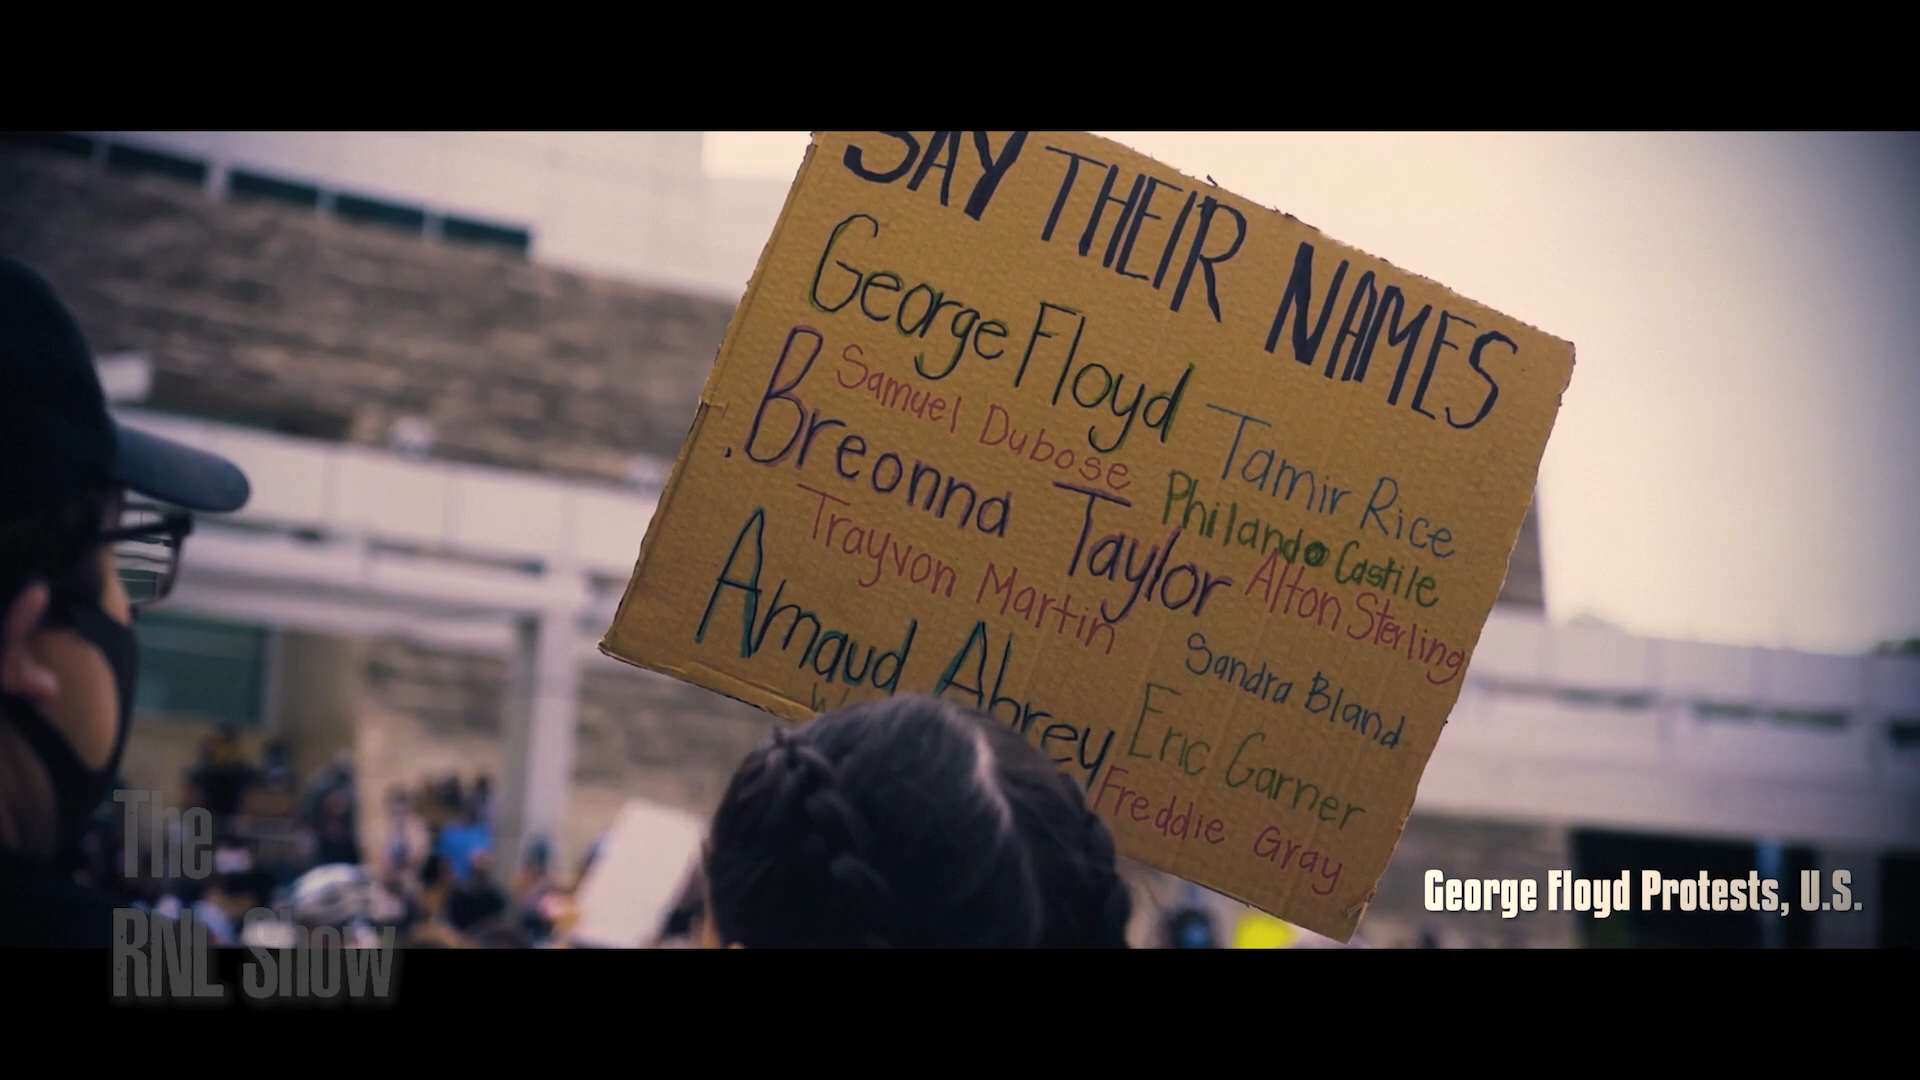 SAY THEIR NAMES
George Floyd
Tamir Rice
Samuel Dubose
Philando Castile
Breonna Taylor
Alton Sterling
Trayvon Martin
Sandra Bland
Amaud Abrey
Eric Garner
Freddie Gray
George Floyd Protests, U.S.
The
RNL Show